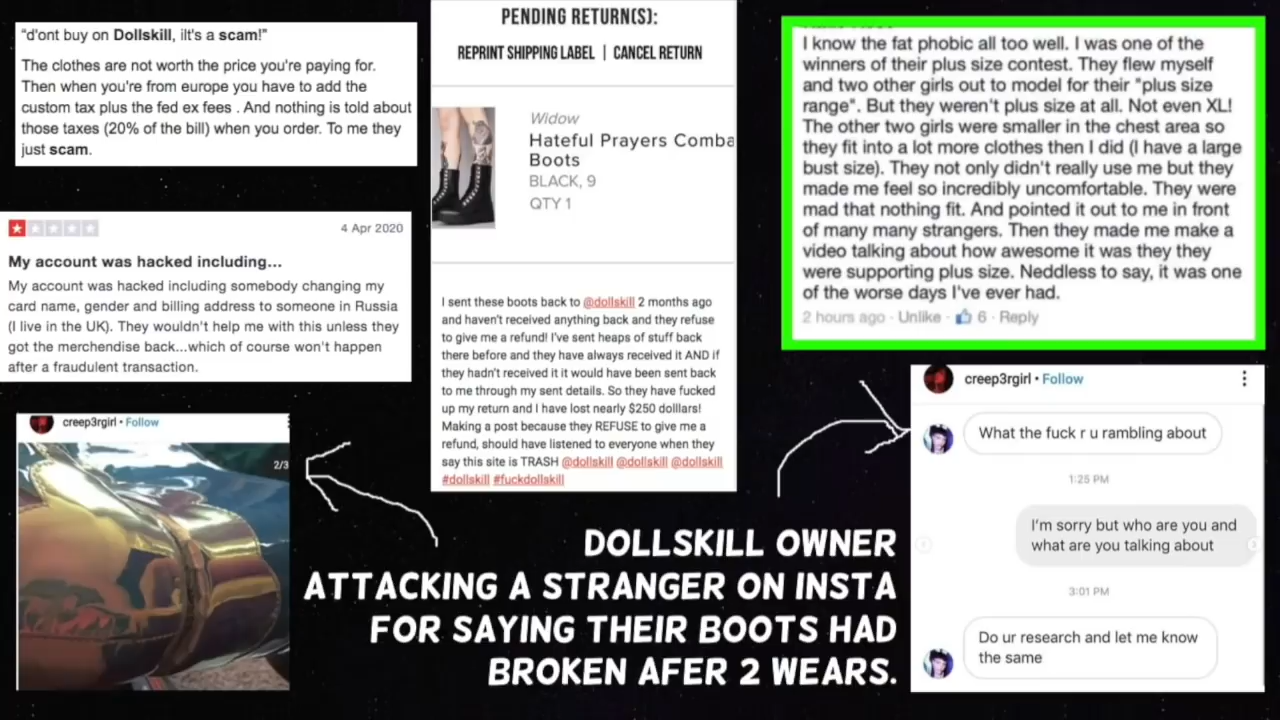 "d'ont buy on Dollskill, iIt's a scam!"
The clothes are not worth the price you're paying for.
Then when you're from europe you have to add the
custom tax plus the fed ex fees . And nothing is told about
those taxes (20% of the bill) when you order. To me they
just scam.
4 Apr 2020
My account was hacked including...
My account was hacked including somebody changing my
card name, gender and billing address to someone in Russia
(I live in the UK). They wouldn't help me with this unless they
got the merchandise back...which of course won't happen
after a fraudulent transaction.
creep3rgirl • Follow
2/3
PENDING RETURN(S):
REPRINT SHIPPING LABEL | CANCEL RETURN
Widow
Hateful Prayers Comba
Boots
BLACK, 9
QTY 1
I sent these boots back to @dollskill 2 months ago
and haven't received anything back and they refuse
to give me a refund! I've sent heaps of stuff back
there before and they have always received it AND if
they hadn't received it it would have been sent back
to me through my sent details. So they have fucked
up my return and I have lost nearly $250 dolllars!
Making a post because they REFUSE to give me a
refund, should have listened to everyone when they
say this site is TRASH @dollskill @dollskill @dollskill
#dollskill #fuckdollskill
I know the fat phobic all too well. I was one of the
winners of their plus size contest. They flew myself
and two other girls out to model for their "plus size
range". But they weren't plus size at all. Not even XL!
The other two girls were smaller in the chest area so
they fit into a lot more clothes then I did (I have a large
bust size). They not only didn't really use me but they
made me feel so incredibly uncomfortable. They were
mad that nothing fit. And pointed it out to me in front
of many many strangers. Then they made me make a
video talking about how awesome it was they they
were supporting plus size. Neddless to say, it was one
of the worse days I've ever had.
2 hours ago · Unlike · 6 · Reply
creep3rgirl • Follow
What the fuck r u rambling about
1:25 PM
I'm sorry but who are you and
what are you talking about
3:01 PM
Do ur research and let me know
the same
DOLLSKILL OWNER
ATTACKING A STRANGER ON INSTA
FOR SAYING THEIR BOOTS HAD
BROKEN AFER 2 WEARS.